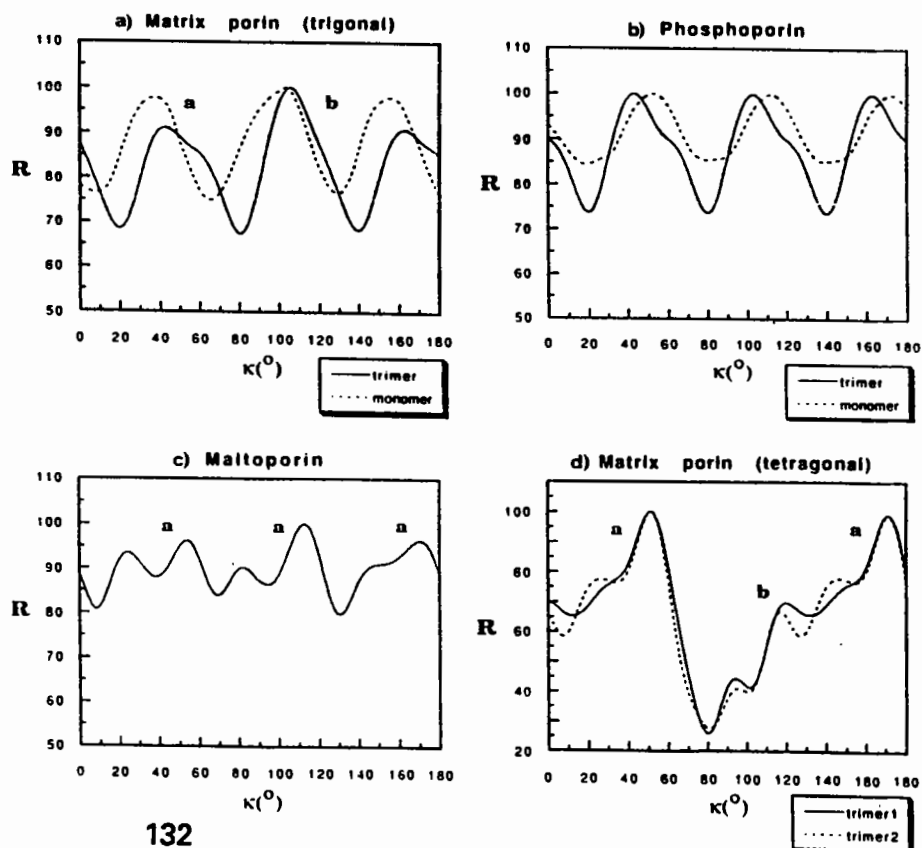 a) Matrix porin (trigonal)
110
100
90
80
70
60
50
R
a
b
0 20 40 60 80 100 120 140 160 180
κ(°)
trimer
monomer
b) Phosphoporin
110
100
90
80
70
60
50
R
0 20 40 60 80 100 120 140 160 180
κ(°)
trimer
monomer
c) Maltoporin
110
100
90
80
70
60
50
R
a
a
a
0 20 40 60 80 100 120 140 160 180
κ(°)
d) Matrix porin (tetragonal)
100
80
60
40
20
R
a
b
a
0 20 40 60 80 100 120 140 160 180
κ(°)
trimer1
trimer2
132